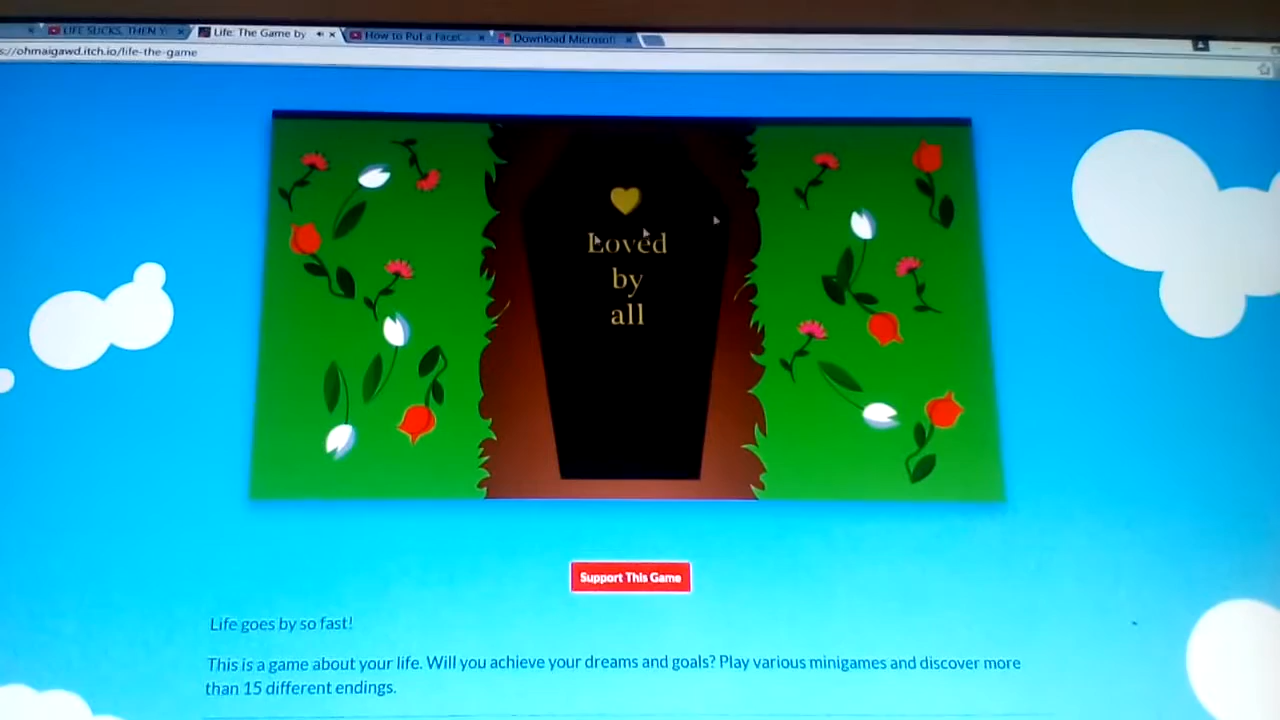 LIFE SUCKS, THEN Y
Life: The Game by
How to Put a FaceC...
Download Microsoft
s://ohmaigawd.itch.io/life-the-game
Loved
by
all
Support This Game
Life goes by so fast!
This is a game about your life. Will you achieve your dreams and goals? Play various minigames and discover more
than 15 different endings.